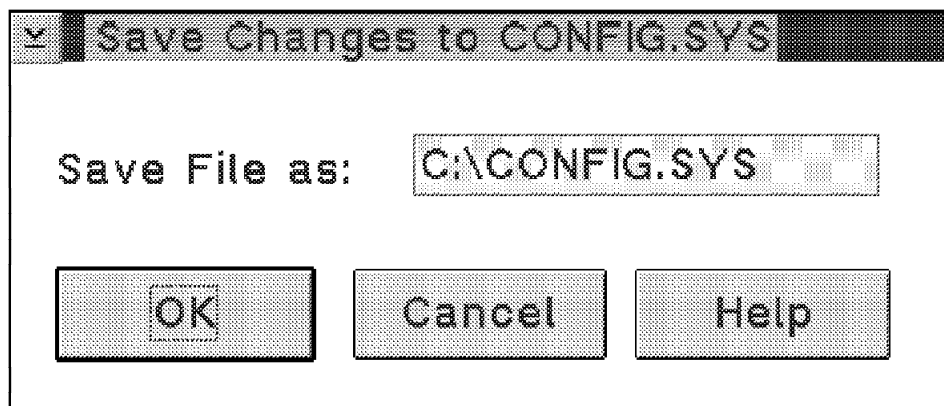 Save Changes to CONFIG.SYS
Save File as: C:\CONFIG.SYS
OK Cancel Help